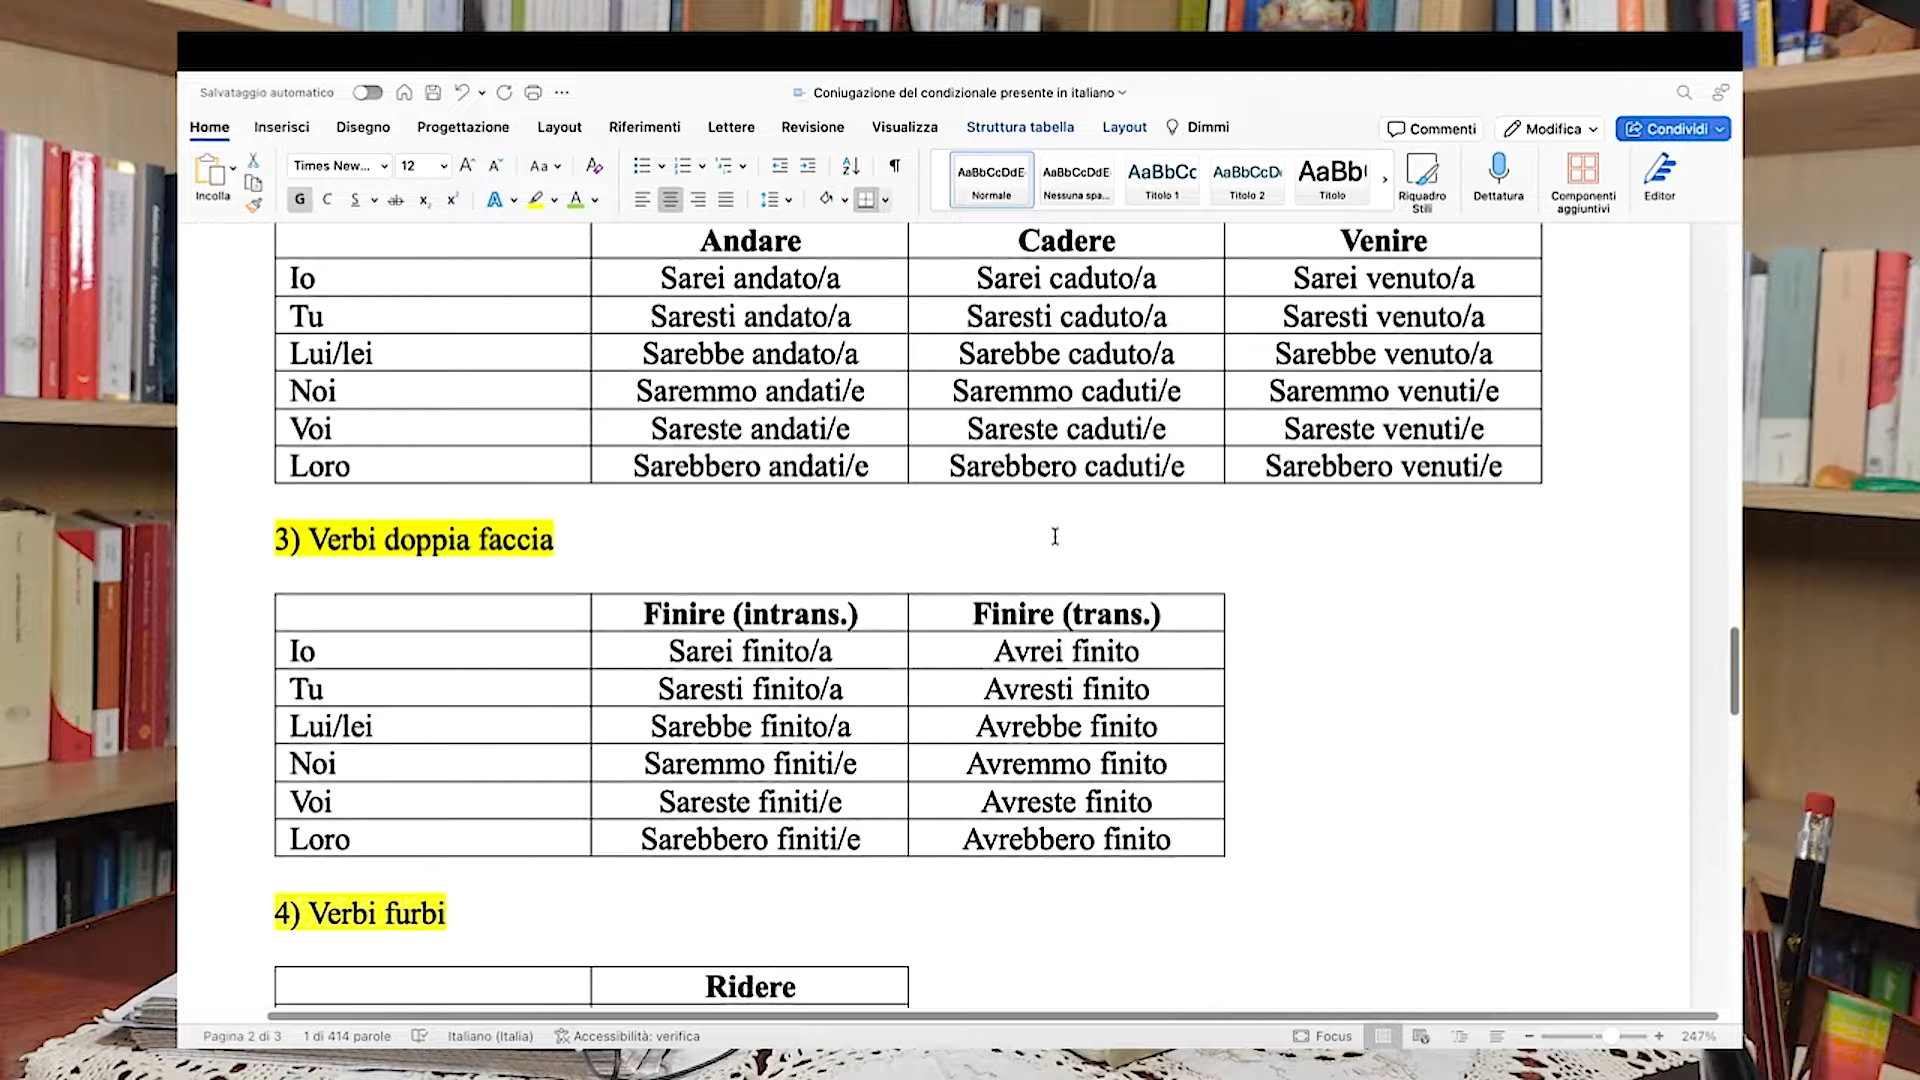 Salvataggio automatico
Coniugazione del condizionale presente in italiano
Home Inserisci Disegno Progettazione Layout Riferimenti Lettere Revisione Visualizza Struttura tabella Layout Dimmi
Commenti Modifica Condividi
Incolla
Times New... 12 Aa
G C S ab x₂ x² A A
AaBbCcDdE AaBbCcDdE AaBbCc AaBbCcDı AaBbI
Normale Nessuna spa... Titolo 1 Titolo 2 Titolo
Riquadro Stili
Dettatura
Componenti aggiuntivi
Editor
Andare Cadere Venire
Io Sarei andato/a Sarei caduto/a Sarei venuto/a
Tu Saresti andato/a Saresti caduto/a Saresti venuto/a
Lui/lei Sarebbe andato/a Sarebbe caduto/a Sarebbe venuto/a
Noi Saremmo andati/e Saremmo caduti/e Saremmo venuti/e
Voi Sareste andati/e Sareste caduti/e Sareste venuti/e
Loro Sarebbero andati/e Sarebbero caduti/e Sarebbero venuti/e
3) Verbi doppia faccia
Finire (intrans.) Finire (trans.)
Io Sarei finito/a Avrei finito
Tu Saresti finito/a Avresti finito
Lui/lei Sarebbe finito/a Avrebbe finito
Noi Saremmo finiti/e Avremmo finito
Voi Sareste finiti/e Avreste finito
Loro Sarebbero finiti/e Avrebbero finito
4) Verbi furbi
Ridere
Pagina 2 di 3 1 di 414 parole Italiano (Italia) Accessibilità: verifica Focus 247%